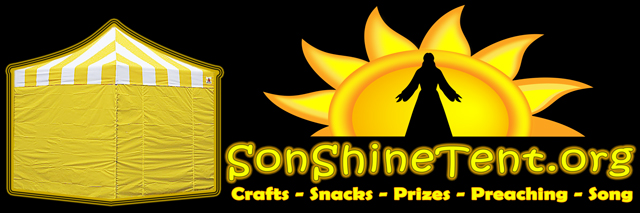 SonShineTent.org
Crafts - Snacks - Prizes - Preaching - Song